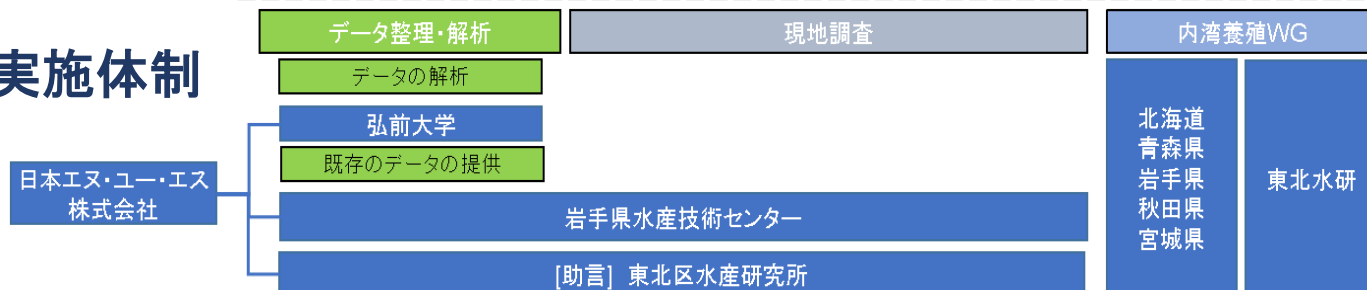 実施体制
データ整理・解析
現地調査
内湾養殖WG
データの解析
弘前大学
既存のデータの提供
日本エヌ・ユー・エス
株式会社
岩手県水産技術センター
[助言] 東北区水産研究所
北海道
青森県
岩手県
秋田県
宮城県
東北水研